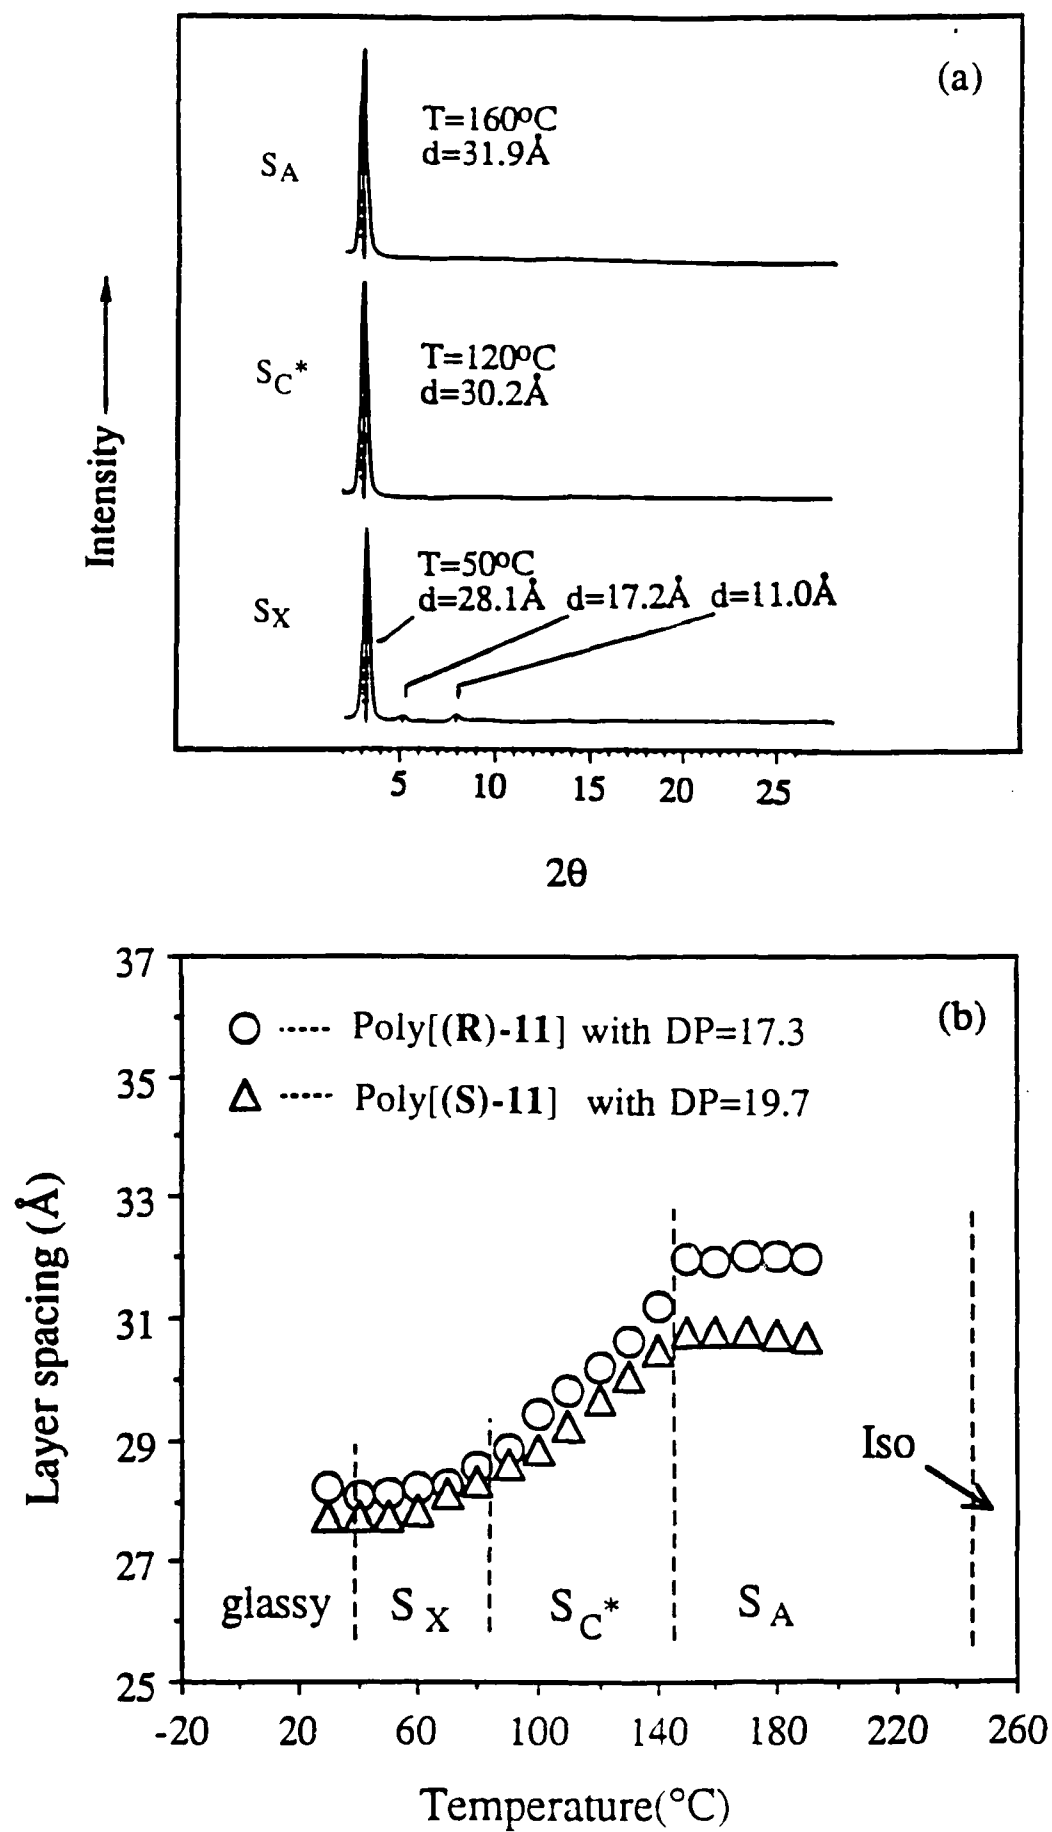 (a)
T=160°C
d=31.9Å
S_A
T=120°C
d=30.2Å
S_C*
T=50°C
d=28.1Å d=17.2Å d=11.0Å
S_X
Intensity
5 10 15 20 25
2θ
(b)
Poly[(R)-11] with DP=17.3
Poly[(S)-11] with DP=19.7
37
35
33
31
29
27
25
Layer spacing (Å)
Iso
glassy S_X S_C* S_A
-20 20 60 100 140 180 220 260
Temperature(°C)